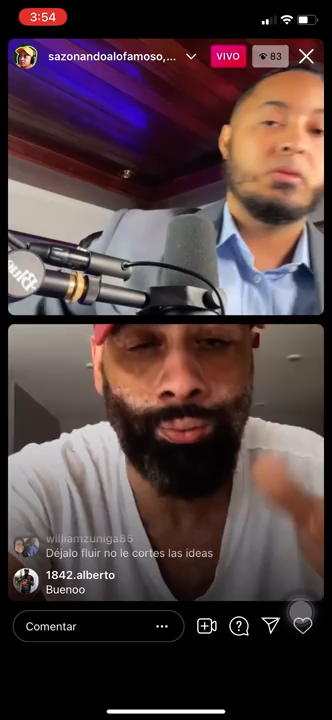 3:54
sazonandoalofamoso,...
VIVO
83
williamzuniga85
Déjalo fluir no le cortes las ideas
1842.alberto
Buenoo
Comentar